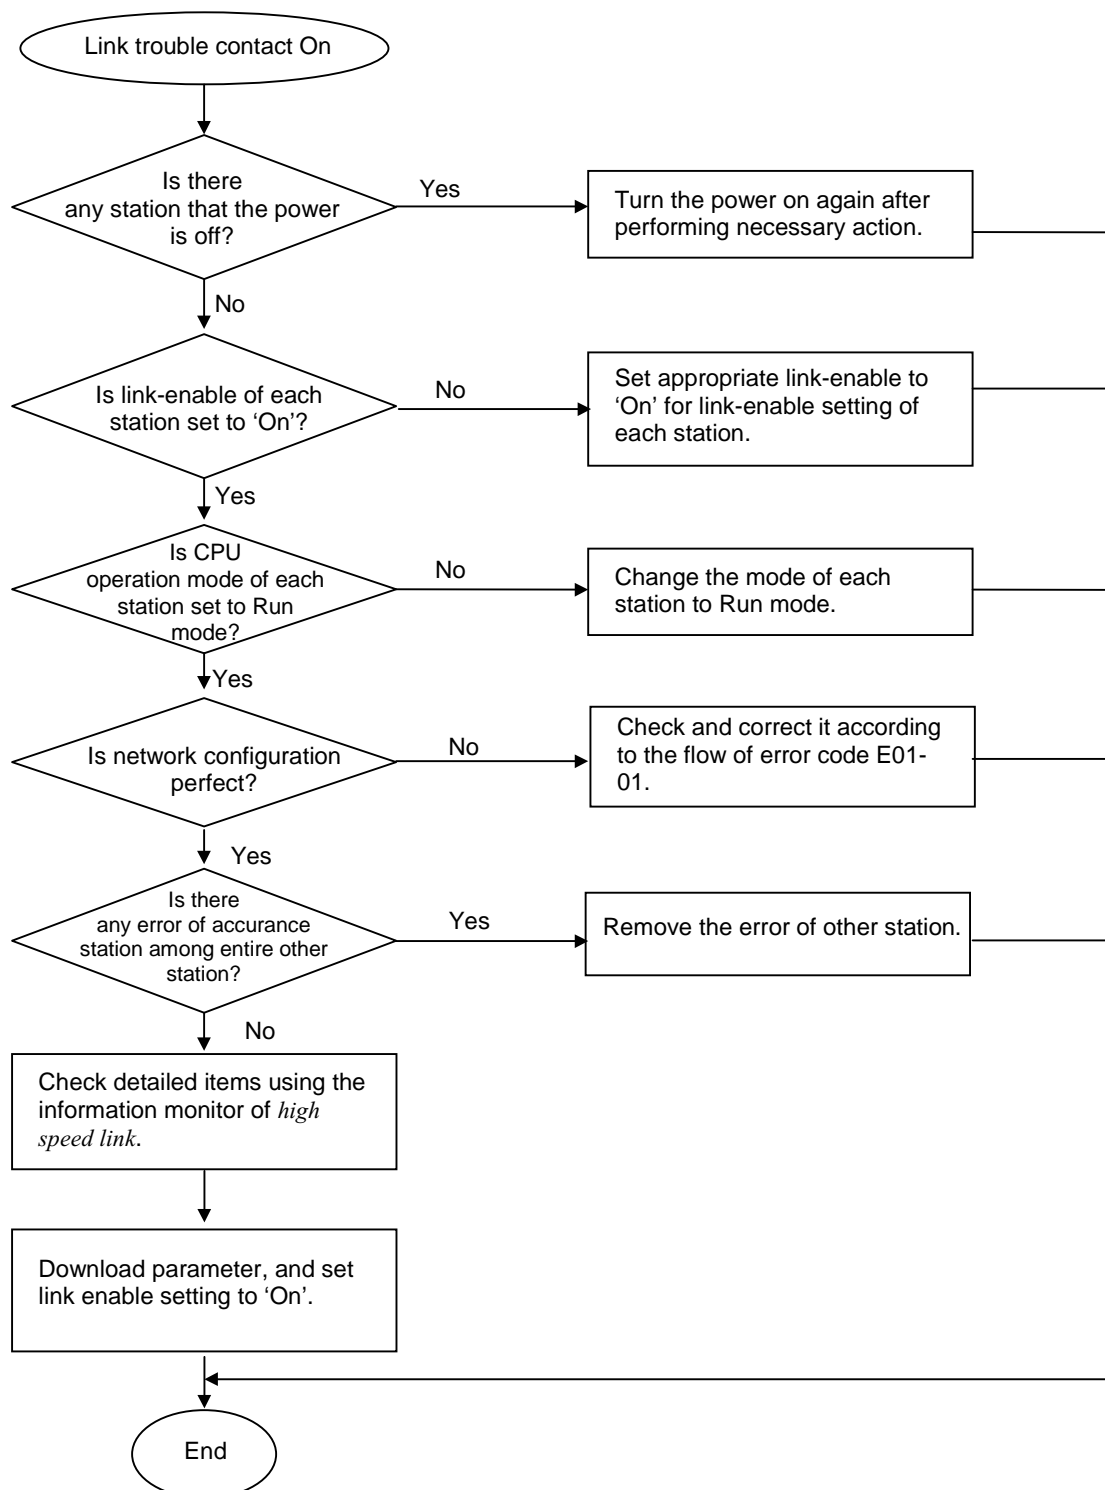 Link trouble contact On
Is there
any station that the power
is off?
Yes
Turn the power on again after
performing necessary action.
No
Is link-enable of each
station set to ‘On’?
No
Set appropriate link-enable to
‘On’ for link-enable setting of
each station.
Yes
Is CPU
operation mode of each
station set to Run
mode?
No
Change the mode of each
station to Run mode.
Yes
Is network configuration
perfect?
No
Check and correct it according
to the flow of error code E01-
01.
Yes
Is there
any error of accurance
station among entire other
station?
Yes
Remove the error of other station.
No
Check detailed items using the
information monitor of high
speed link.
Download parameter, and set
link enable setting to ‘On’.
End